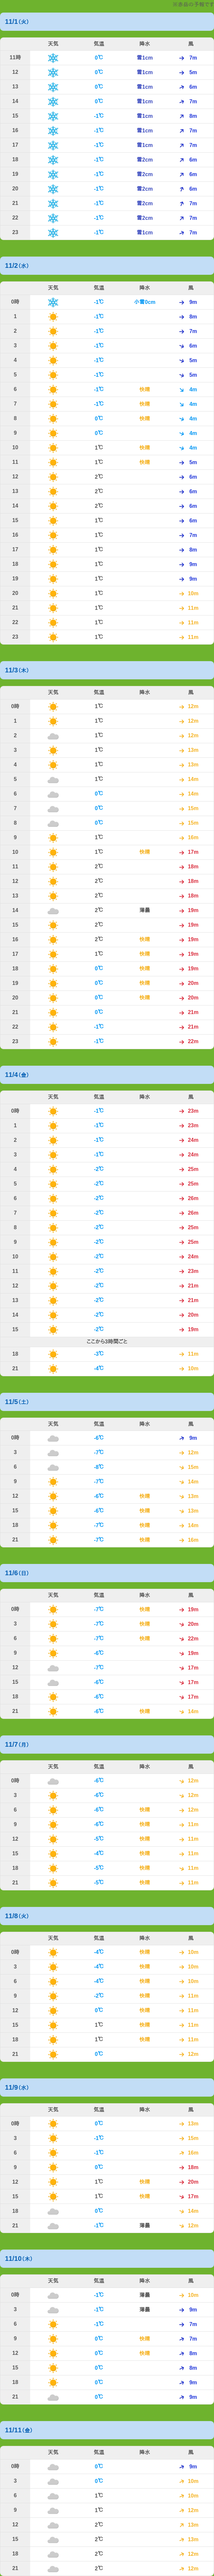 11/1(火)
天気 気温 降水 風
11時 0℃ 雪1cm 7m
12 0℃ 雪1cm 5m
13 0℃ 雪1cm 6m
14 0℃ 雪1cm 7m
15 -1℃ 雪1cm 8m
16 -1℃ 雪1cm 7m
17 -1℃ 雪1cm 7m
18 -1℃ 雪2cm 6m
19 -1℃ 雪2cm 6m
20 -1℃ 雪2cm 6m
21 -1℃ 雪2cm 7m
22 -1℃ 雪2cm 7m
23 -1℃ 雪1cm 7m
11/2(水)
天気 気温 降水 風
0時 -1℃ 小雪0cm 9m
1 -1℃ 8m
2 -1℃ 7m
3 -1℃ 6m
4 -1℃ 5m
5 -1℃ 5m
6 -1℃ 快晴 4m
7 -1℃ 快晴 4m
8 0℃ 快晴 4m
9 0℃ 4m
10 1℃ 快晴 4m
11 1℃ 快晴 5m
12 2℃ 6m
13 2℃ 6m
14 2℃ 6m
15 1℃ 6m
16 1℃ 7m
17 1℃ 8m
18 1℃ 9m
19 1℃ 9m
20 1℃ 10m
21 1℃ 11m
22 1℃ 11m
23 1℃ 11m
11/3(木)
天気 気温 降水 風
0時 1℃ 12m
1 1℃ 12m
2 1℃ 12m
3 1℃ 13m
4 1℃ 13m
5 1℃ 14m
6 0℃ 14m
7 0℃ 15m
8 0℃ 15m
9 1℃ 16m
10 1℃ 快晴 17m
11 2℃ 18m
12 2℃ 18m
13 2℃ 18m
14 2℃ 薄曇 19m
15 2℃ 19m
16 2℃ 快晴 19m
17 1℃ 快晴 19m
18 0℃ 快晴 19m
19 0℃ 快晴 20m
20 0℃ 快晴 20m
21 0℃ 21m
22 -1℃ 21m
23 -1℃ 22m
11/4(金)
天気 気温 降水 風
0時 -1℃ 23m
1 -1℃ 23m
2 -1℃ 24m
3 -1℃ 24m
4 -2℃ 25m
5 -2℃ 25m
6 -2℃ 26m
7 -2℃ 26m
8 -2℃ 25m
9 -2℃ 25m
10 -2℃ 24m
11 -2℃ 23m
12 -2℃ 21m
13 -2℃ 21m
14 -2℃ 20m
15 -2℃ 19m
ここから3時間ごと
18 -3℃ 11m
21 -4℃ 10m
11/5(土)
天気 気温 降水 風
0時 -6℃ 9m
3 -7℃ 12m
6 -8℃ 15m
9 -7℃ 14m
12 -6℃ 快晴 13m
15 -6℃ 快晴 13m
18 -7℃ 快晴 14m
21 -7℃ 快晴 16m
11/6(日)
天気 気温 降水 風
0時 -7℃ 快晴 19m
3 -7℃ 快晴 20m
6 -7℃ 快晴 22m
9 -6℃ 19m
12 -7℃ 17m
15 -6℃ 17m
18 -6℃ 17m
21 -6℃ 快晴 14m
11/7(月)
天気 気温 降水 風
0時 -6℃ 12m
3 -6℃ 12m
6 -6℃ 快晴 12m
9 -6℃ 快晴 11m
12 -5℃ 快晴 11m
15 -4℃ 快晴 11m
18 -5℃ 快晴 11m
21 -5℃ 快晴 11m
11/8(火)
天気 気温 降水 風
0時 -4℃ 快晴 10m
3 -4℃ 快晴 10m
6 -4℃ 快晴 10m
9 -2℃ 快晴 11m
12 0℃ 快晴 11m
15 1℃ 快晴 11m
18 1℃ 快晴 11m
21 0℃ 12m
11/9(水)
天気 気温 降水 風
0時 0℃ 13m
3 -1℃ 15m
6 -1℃ 16m
9 0℃ 18m
12 1℃ 快晴 20m
15 1℃ 快晴 17m
18 0℃ 14m
21 -1℃ 薄曇 12m
11/10(木)
天気 気温 降水 風
0時 -1℃ 薄曇 10m
3 -1℃ 薄曇 9m
6 -1℃ 7m
9 0℃ 快晴 7m
12 0℃ 快晴 8m
15 0℃ 8m
18 0℃ 9m
21 0℃ 9m
11/11(金)
天気 気温 降水 風
0時 0℃ 9m
3 0℃ 10m
6 1℃ 10m
9 1℃ 12m
12 2℃ 13m
15 2℃ 13m
18 2℃ 12m
21 2℃ 12m